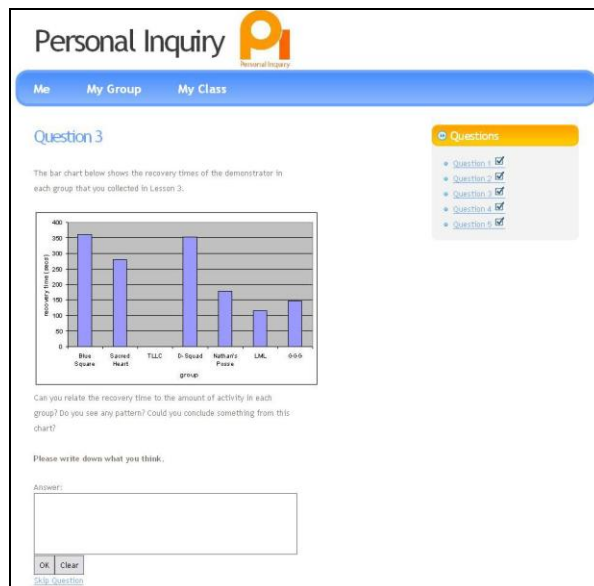 Personal Inquiry
PI
Personal Inquiry
Me My Group My Class
Question 3
The bar chart below shows the recovery times of the demonstrator in
each group that you collected in Lesson 3.
recovery time (secs)
400
350
300
250
200
150
100
50
0
Blue Square
Sacred Heart
TLLC
D-Squad
Nathan's Posse
LML
group
Can you relate the recovery time to the amount of activity in each
group? Do you see any pattern? Could you conclude something from this
chart?
Please write down what you think.
Answer:
OK Clear
Skip Question
Questions
Question 1
Question 2
Question 3
Question 4
Question 5